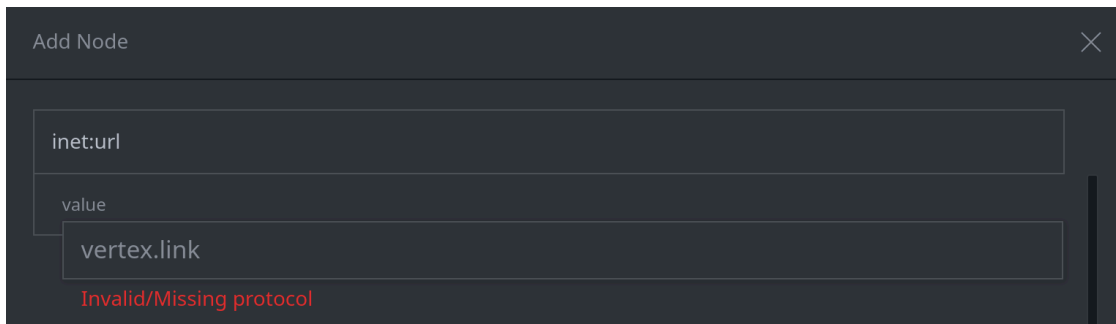 Add Node
inet:url
value
vertex.link
Invalid/Missing protocol